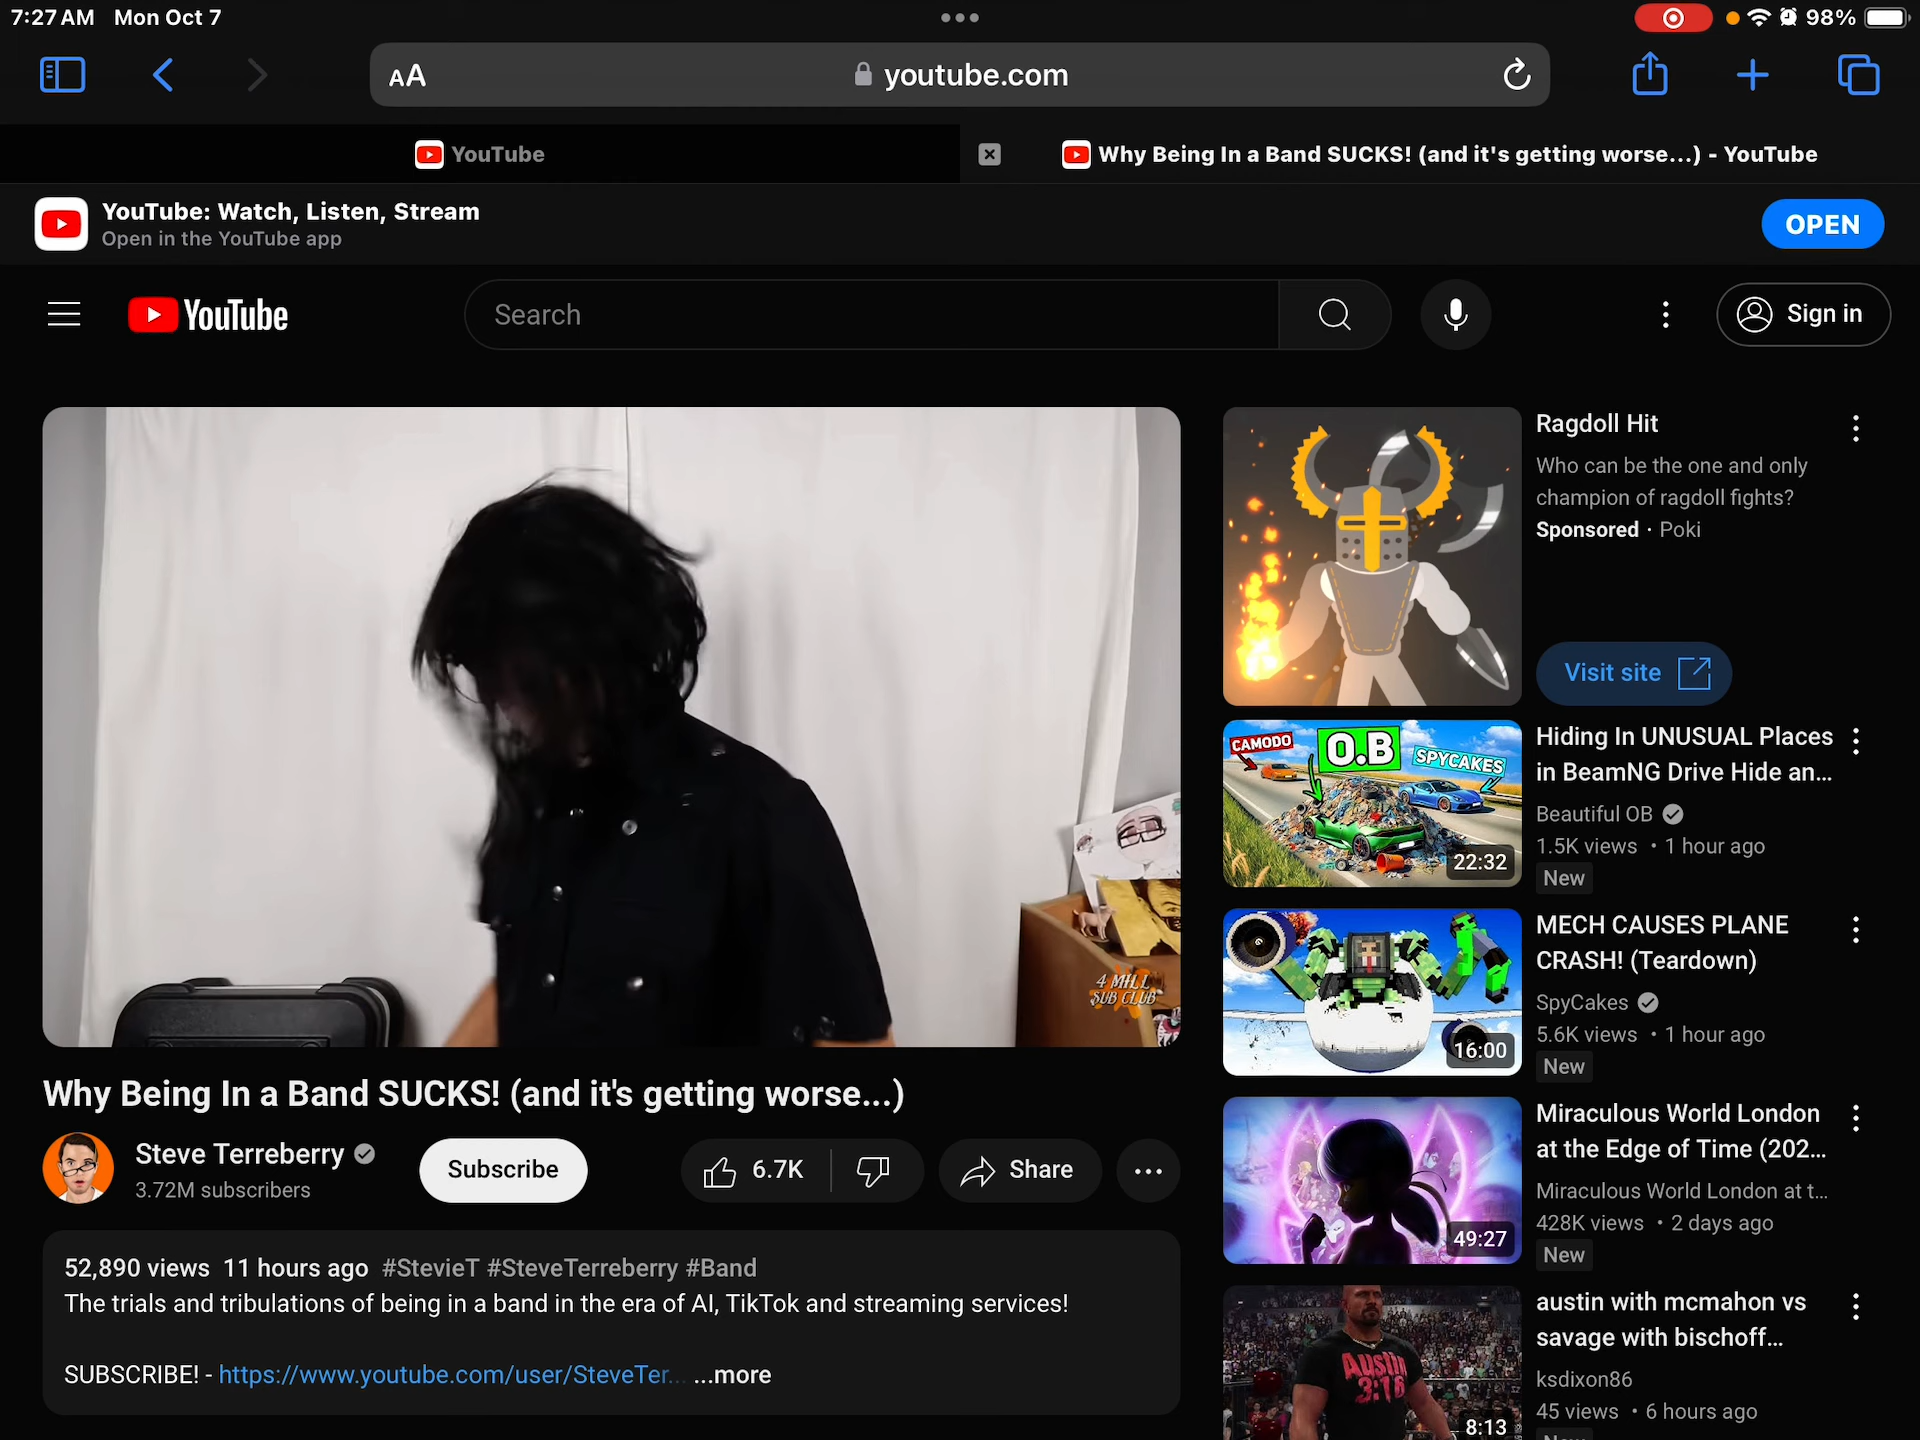 7:27 AM Mon Oct 7
98%
AA
youtube.com
YouTube
Why Being In a Band SUCKS! (and it's getting worse...) - YouTube
YouTube: Watch, Listen, Stream
Open in the YouTube app
OPEN
YouTube
Search
Sign in
4 MILL
SUB CLUB
Why Being In a Band SUCKS! (and it's getting worse...)
Steve Terreberry
3.72M subscribers
Subscribe
6.7K
Share
52,890 views 11 hours ago #StevieT #SteveTerreberry #Band
The trials and tribulations of being in a band in the era of AI, TikTok and streaming services!
SUBSCRIBE! - https://www.youtube.com/user/SteveTer... ...more
Ragdoll Hit
Who can be the one and only
champion of ragdoll fights?
Sponsored · Poki
Visit site
CAMODO
O.B
SPYCAKES
22:32
Hiding In UNUSUAL Places
in BeamNG Drive Hide an...
Beautiful OB
1.5K views • 1 hour ago
New
16:00
MECH CAUSES PLANE
CRASH! (Teardown)
SpyCakes
5.6K views • 1 hour ago
New
49:27
Miraculous World London
at the Edge of Time (202...
Miraculous World London at t...
428K views • 2 days ago
New
AUSTIN
3:16
8:13
austin with mcmahon vs
savage with bischoff...
ksdixon86
45 views • 6 hours ago
New